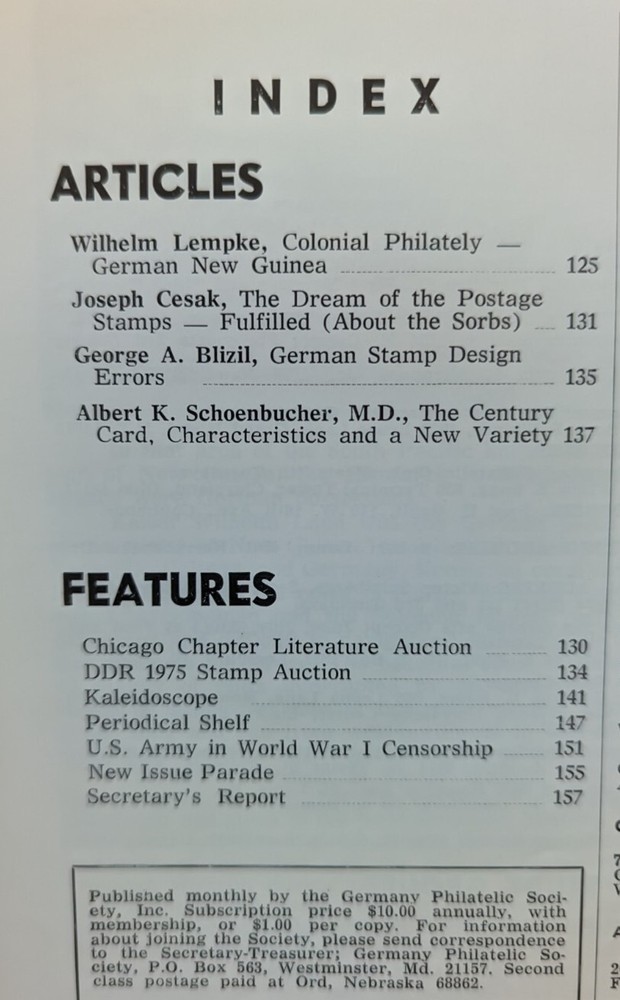 INDEX
ARTICLES
Wilhelm Lempke, Colonial Philately —
German New Guinea 125
Joseph Cesak, The Dream of the Postage
Stamps — Fulfilled (About the Sorbs) 131
George A. Blizil, German Stamp Design
Errors 135
Albert K. Schoenbucher, M.D., The Century
Card, Characteristics and a New Variety 137
FEATURES
Chicago Chapter Literature Auction 130
DDR 1975 Stamp Auction 134
Kaleidoscope 141
Periodical Shelf 147
U.S. Army in World War I Censorship 151
New Issue Parade 155
Secretary's Report 157
Published monthly by the Germany Philatelic Soci-
ety, Inc. Subscription price $10.00 annually, with
membership, or $1.00 per copy. For information
about joining the Society, please send correspondence
to the Secretary-Treasurer; Germany Philatelic So-
ciety, P.O. Box 563, Westminster, Md. 21157. Second
class postage paid at Ord, Nebraska 68862.